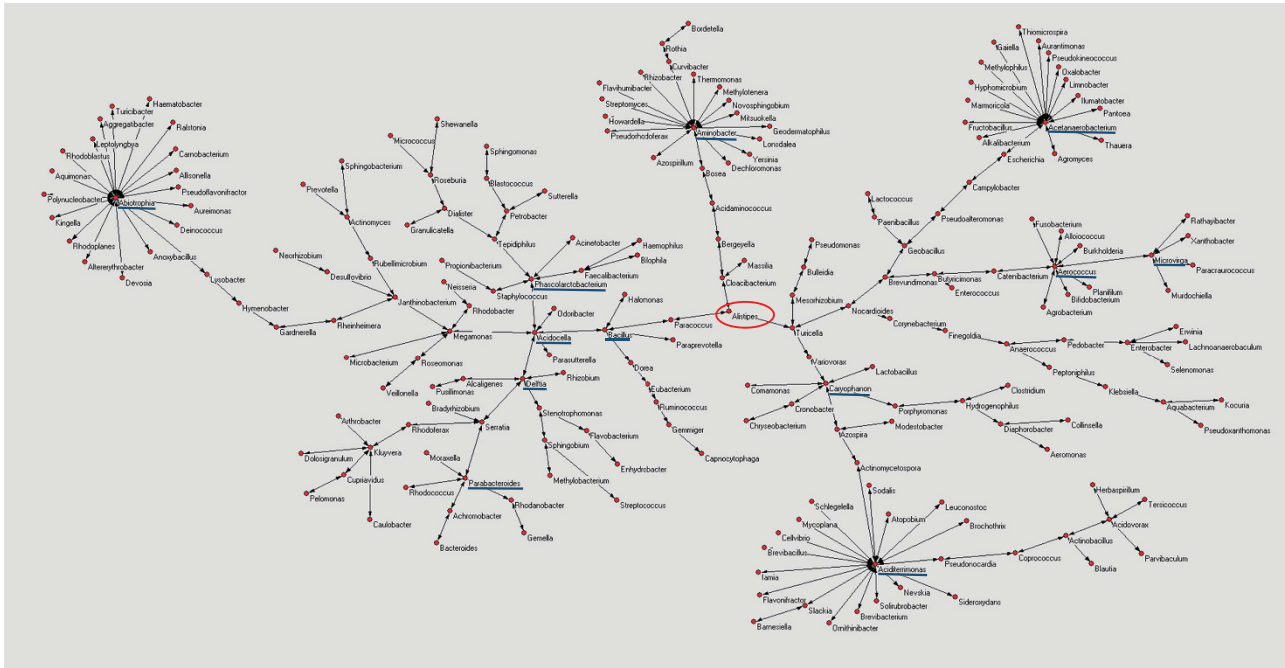 Bordetella
Thiomicrospira
Rothia
Gaiella
Aurantimonas
Curvibacter
Pseudokineococcus
Methylophilus
Oxalobacter
Rhizobacter
Thermomonas
Flavihumibacter
Methylotenera
Hyphomicrobium
Limnobacter
Haematobacter
Turicibacter
Streptomyces
Novosphingobium
Marmoricola
Ilumatobacter
Aggregatibacter
Ralstonia
Howardella
Mitsuokella
Fructobacillus
Pantoea
Shewanella
Pseudorhodoferax
Aminobacter
Geodermatophilus
Acetanaerobacterium
Leptolyngbya
Micrococcus
Lonsdalea
Alkalibacterium
Thauera
Rhodoblastus
Carnobacterium
Sphingomonas
Azospirillum
Yersinia
Agromyces
Sphingobacterium
Dechloromonas
Escherichia
Aquimonas
Allisonella
Roseburia
Bosea
Blastococcus
Campylobacter
Prevotella
Sutterella
Lactococcus
Polynucleobacter
Abiotrophia
Pseudoflavonifractor
Aureimonas
Dialister
Petrobacter
Acidaminococcus
Paenibacillus
Pseudoalteromonas
Rathajibacter
Kingella
Actinomyces
Granulicatella
Fusobacterium
Deinococcus
Tepidiphilus
Acinetobacter
Haemophilus
Bergeyella
Pseudomonas
Geobacillus
Alloiococcus
Xanthobacter
Rhodoplanes
Anoxybacillus
Neorhizobium
Rubellimicrobium
Bilophila
Massilia
Bulleidia
Burkholderia
Microvirga
Altererythrobacter
Desulfovibrio
Propionibacterium
Faecalibacterium
Cloacibacterium
Brevundimonas
Butyricimonas
Catenibacterium
Aerococcus
Paracraurococcus
Devosia
Lysobacter
Phascolarctobacterium
Enterococcus
Planifilum
Neisseria
Staphylococcus
Bifidobacterium
Murdochiella
Hymenobacter
Janthinobacterium
Rhodobacter
Halomonas
Mesorhizobium
Agrobacterium
Odoribacter
Alistipes
Nocardioides
Gardnerella
Rheinheimera
Paracoccus
Corynebacterium
Megamonas
Acidocella
Bacillus
Turicella
Finegoldia
Erwinia
Paraprevotella
Anaerococcus
Pedobacter
Enterobacter
Lachnoanaerobaculum
Microbacterium
Roseomonas
Parasutterella
Dorea
Variovorax
Selenomonas
Veillonella
Alcaligenes
Delftia
Rhizobium
Lactobacillus
Peptoniphilus
Pusilimonas
Eubacterium
Comamonas
Caryophanon
Clostridium
Klebsiella
Bradyrhizobium
Stenotrophomonas
Ruminococcus
Cronobacter
Porphyromonas
Hydrogenophilus
Aquabacterium
Kocuria
Arthrobacter
Rhodoferax
Serratia
Flavobacterium
Gemmiger
Chryseobacterium
Azospira
Modestobacter
Diaphorobacter
Collinsella
Pseudoxanthomonas
Dolosigranulum
Kluyvera
Moraxella
Sphingobium
Capnocytophaga
Aeromonas
Cupriavidus
Parabacteroides
Enhydrobacter
Actinomycetospora
Pelomonas
Rhodococcus
Methylobacterium
Sodalis
Herbaspirillum
Rhodanobacter
Streptococcus
Schlegelella
Leuconostoc
Tersicoccus
Caulobacter
Achromobacter
Mycoplana
Atopobium
Brochothrix
Acidovorax
Bacteroides
Gemella
Cellvibrio
Actinobacillus
Brevibacillus
Pseudonocardia
Coprococcus
Parvibaculum
Tamia
Aciditerrimonas
Blautia
Flavonifractor
Nevskia
Sideroxydans
Slackia
Solirubrobacter
Barnesiella
Brevibacterium
Ornithinibacter